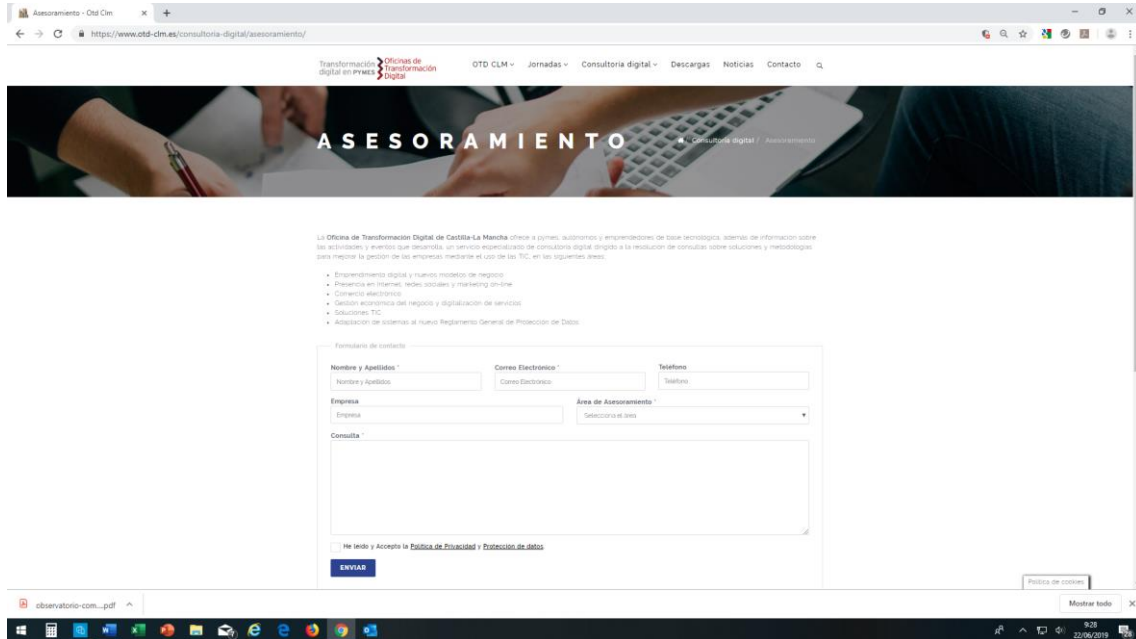 Asesoramiento - Otd Clm
https://www.otd-clm.es/consultoria-digital/asesoramiento/
Transformación digital en PYMES
Oficinas de Transformación Digital
OTD CLM Jornadas Consultoria digital Descargas Noticias Contacto
ASESORAMIENTO
/ Consultoria digital / Asesoramiento
La Oficina de Transformación Digital de Castilla-La Mancha ofrece a pymes, autónomos y emprendedores de base tecnológica, además de información sobre
las actividades y eventos que desarrolla, un servicio especializado de consultoría digital dirigido a la resolución de consultas sobre soluciones y metodologías
para mejorar la gestión de las empresas mediante el uso de las TIC, en las siguientes áreas:
• Emprendimiento digital y nuevos modelos de negocio
• Presencia en Internet, redes sociales y marketing on-line
• Comercio electrónico
• Gestión económica del negocio y digitalización de servicios
• Soluciones TIC
• Adaptación de sistemas al nuevo Reglamento General de Protección de Datos
Formulario de contacto
Nombre y Apellidos * Correo Electrónico * Teléfono
Nombre y Apellidos Correo Electrónico Teléfono
Empresa Área de Asesoramiento *
Empresa Selecciona el área
Consulta *
He leido y Accepto la Política de Privacidad y Protección de datos
ENVIAR
Política de cookies
observatorio-com....pdf Mostrar todo
9:28
22/06/2019